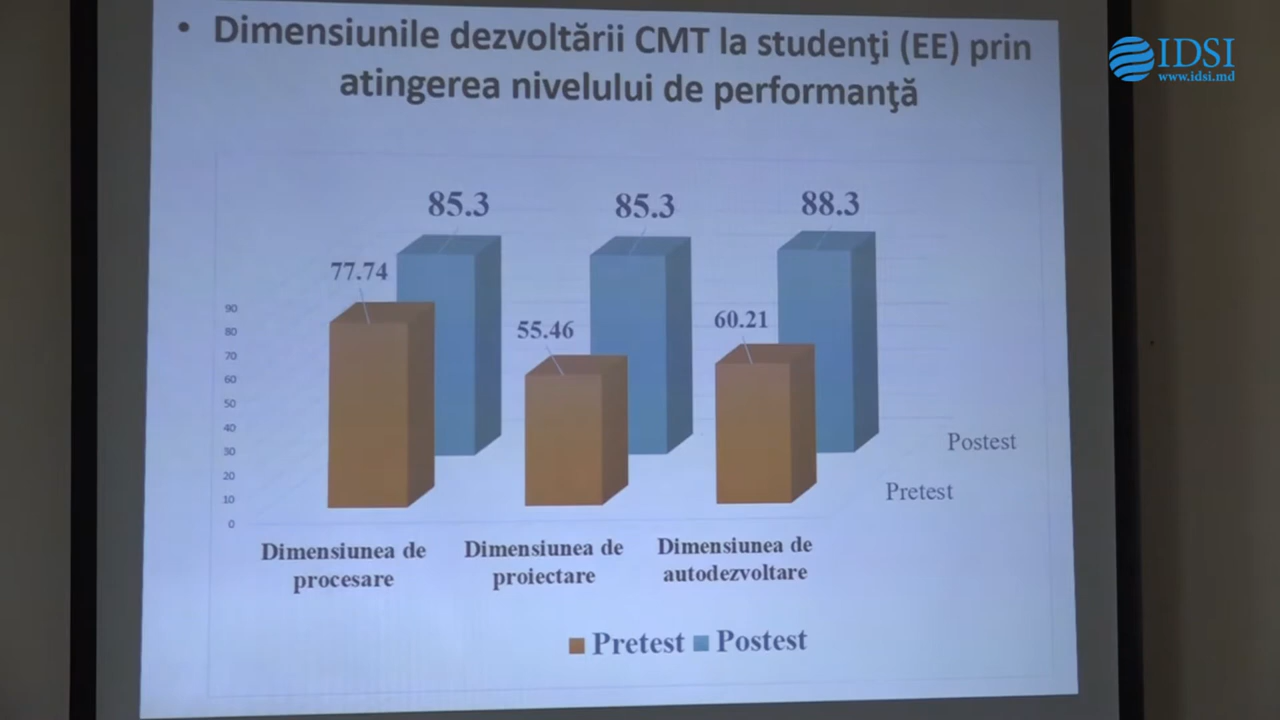 • Dimensiunile dezvoltării CMT la studenţi (EE) prin
atingerea nivelului de performanţă
IDSI
www.idsi.md
85.3
85.3
88.3
77.74
55.46
60.21
90
80
70
60
50
40
30
20
10
0
Postest
Pretest
Dimensiunea de
procesare
Dimensiunea de
proiectare
Dimensiunea de
autodezvoltare
Pretest Postest